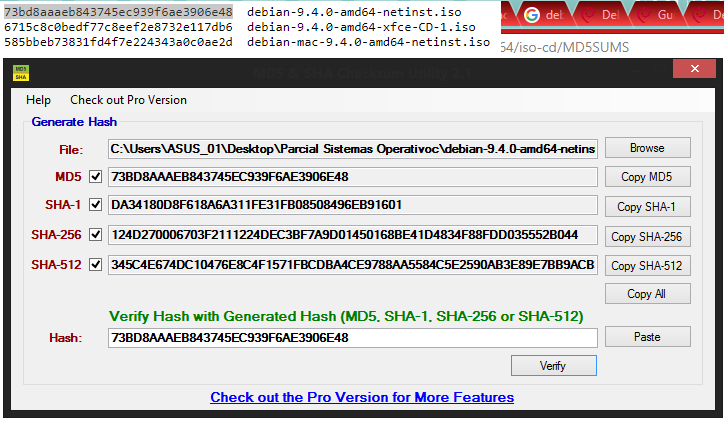 73bd8aaaeb843745ec939f6ae3906e48  debian-9.4.0-amd64-netinst.iso
6715c8c0bedf77c8eef2e8732e117db6  debian-9.4.0-amd64-xfce-CD-1.iso
585bbeb73831fd4f7e224343a0c0ae2d  debian-mac-9.4.0-amd64-netinst.iso
del De Gu De
64/iso-cd/MD5SUMS
MD5
SHA
MD5 & SHA Checksum Utility 2.1
Help Check out Pro Version
Generate Hash
File: C:\Users\ASUS_01\Desktop\Parcial Sistemas Operativoc\debian-9.4.0-amd64-netins Browse
MD5 73BD8AAAEB843745EC939F6AE3906E48 Copy MD5
SHA-1 DA34180D8F618A6A311FE31FB08508496EB91601 Copy SHA-1
SHA-256 124D270006703F2111224DEC3BF7A9D01450168BE41D4834F88FDD035552B044 Copy SHA-256
SHA-512 345C4E674DC10476E8C4F1571FBCDBA4CE9788AA5584C5E2590AB3E89E7BB9ACB Copy SHA-512
Copy All
Verify Hash with Generated Hash (MD5, SHA-1, SHA-256 or SHA-512)
Hash: 73BD8AAAEB843745EC939F6AE3906E48 Paste
Verify
Check out the Pro Version for More Features